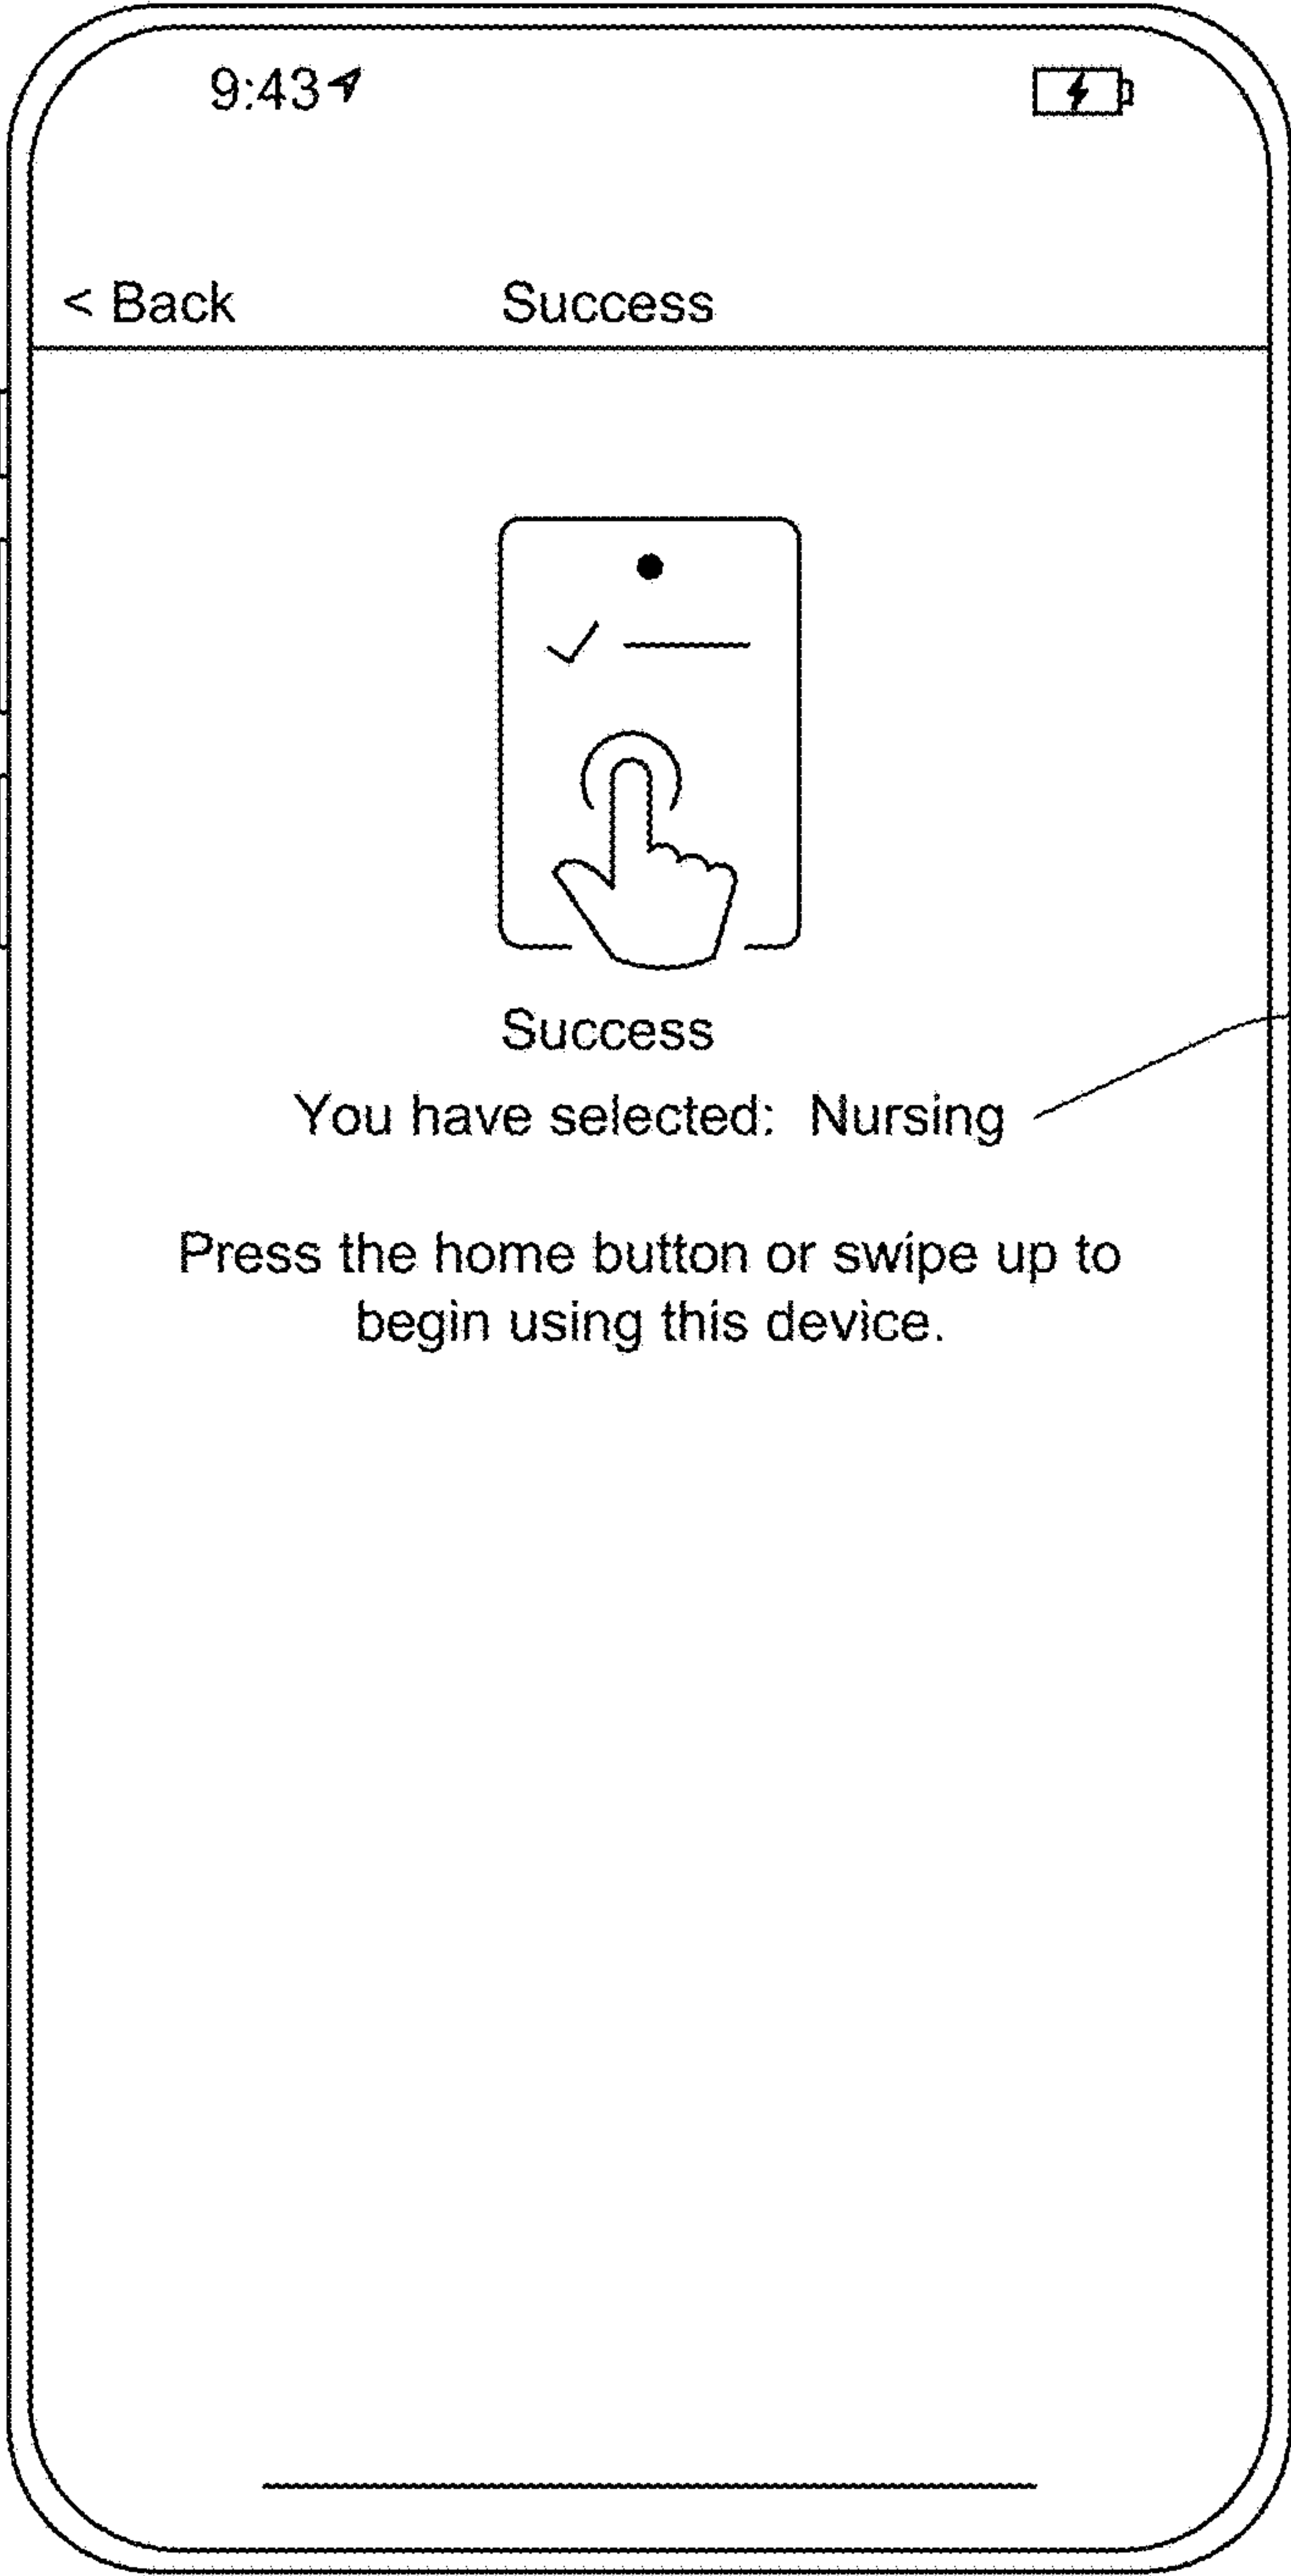 9:43
< Back Success
Success
You have selected: Nursing
Press the home button or swipe up to
begin using this device.